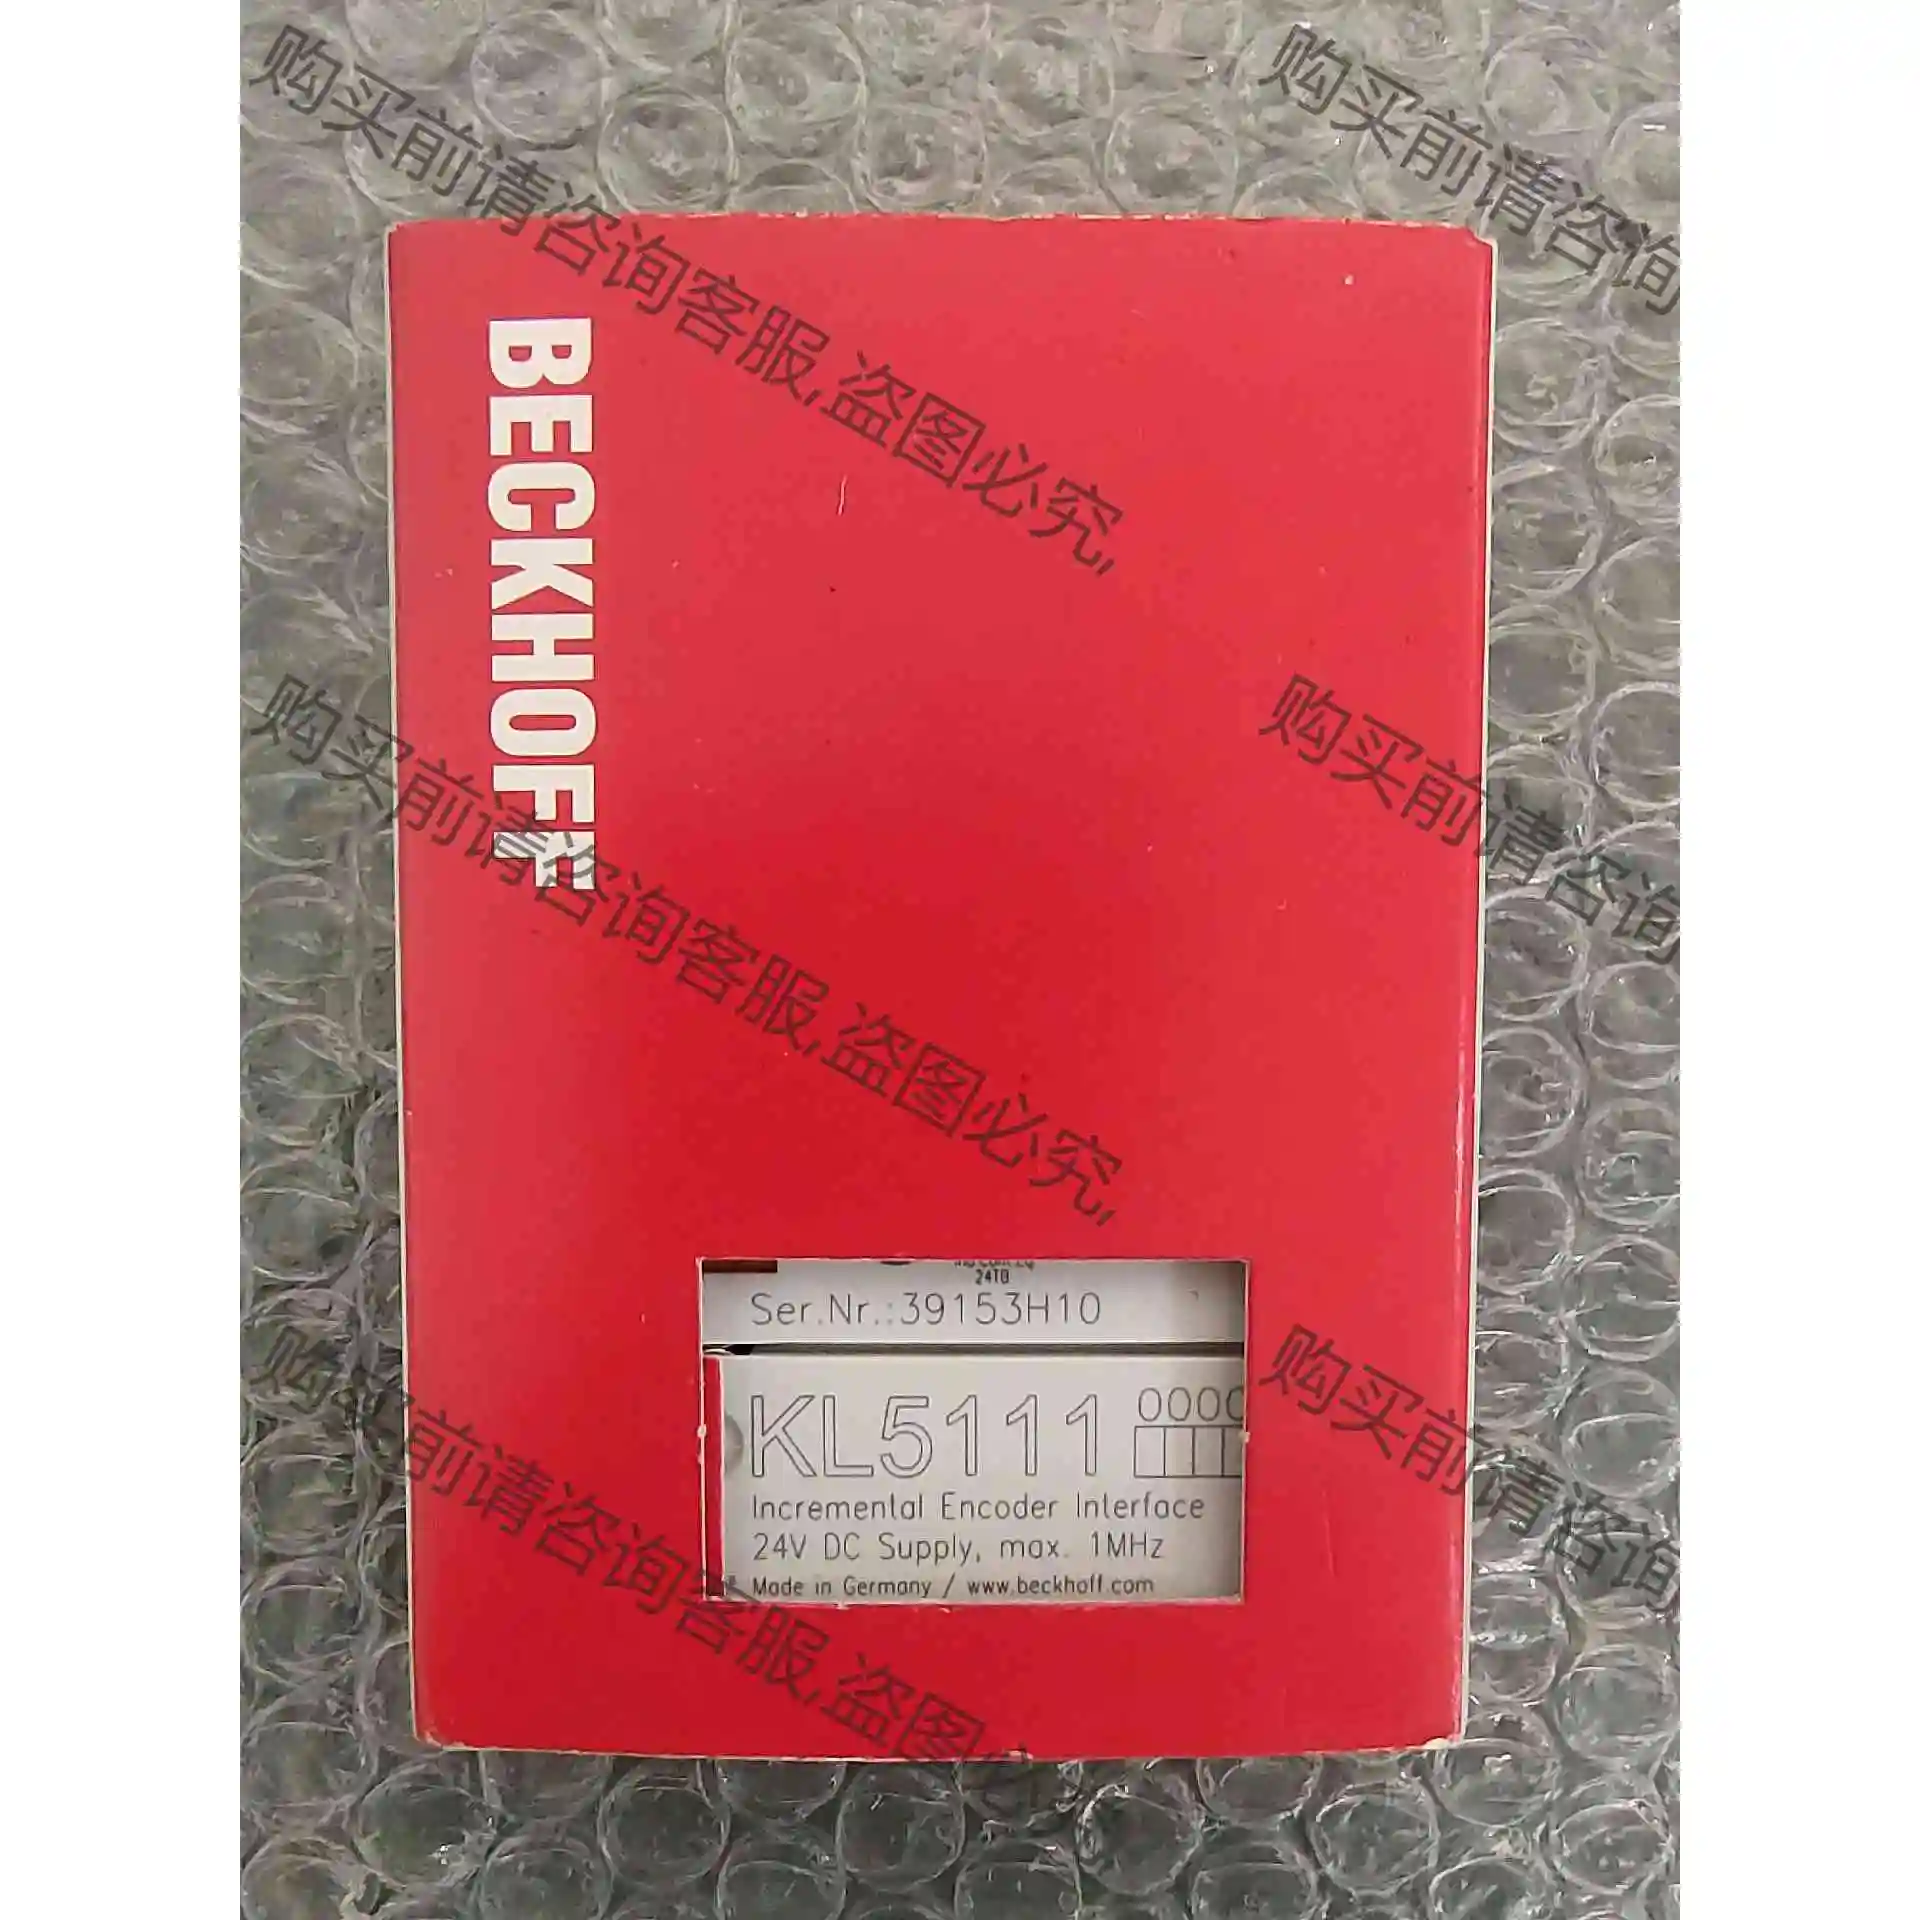 购买前请咨询客服,盗图必究,
购买前请咨询
BECKHOFF
购买前请咨询客服,盗图必究,
购买前请咨询
24TB
Ser.Nr.:39153H10
KL5111 0000
Incremental Encoder Interface
24V DC Supply, max. 1MHz
Made in Germany / www.beckhoff.com
购买前请咨询客服,盗图
购买前请咨询